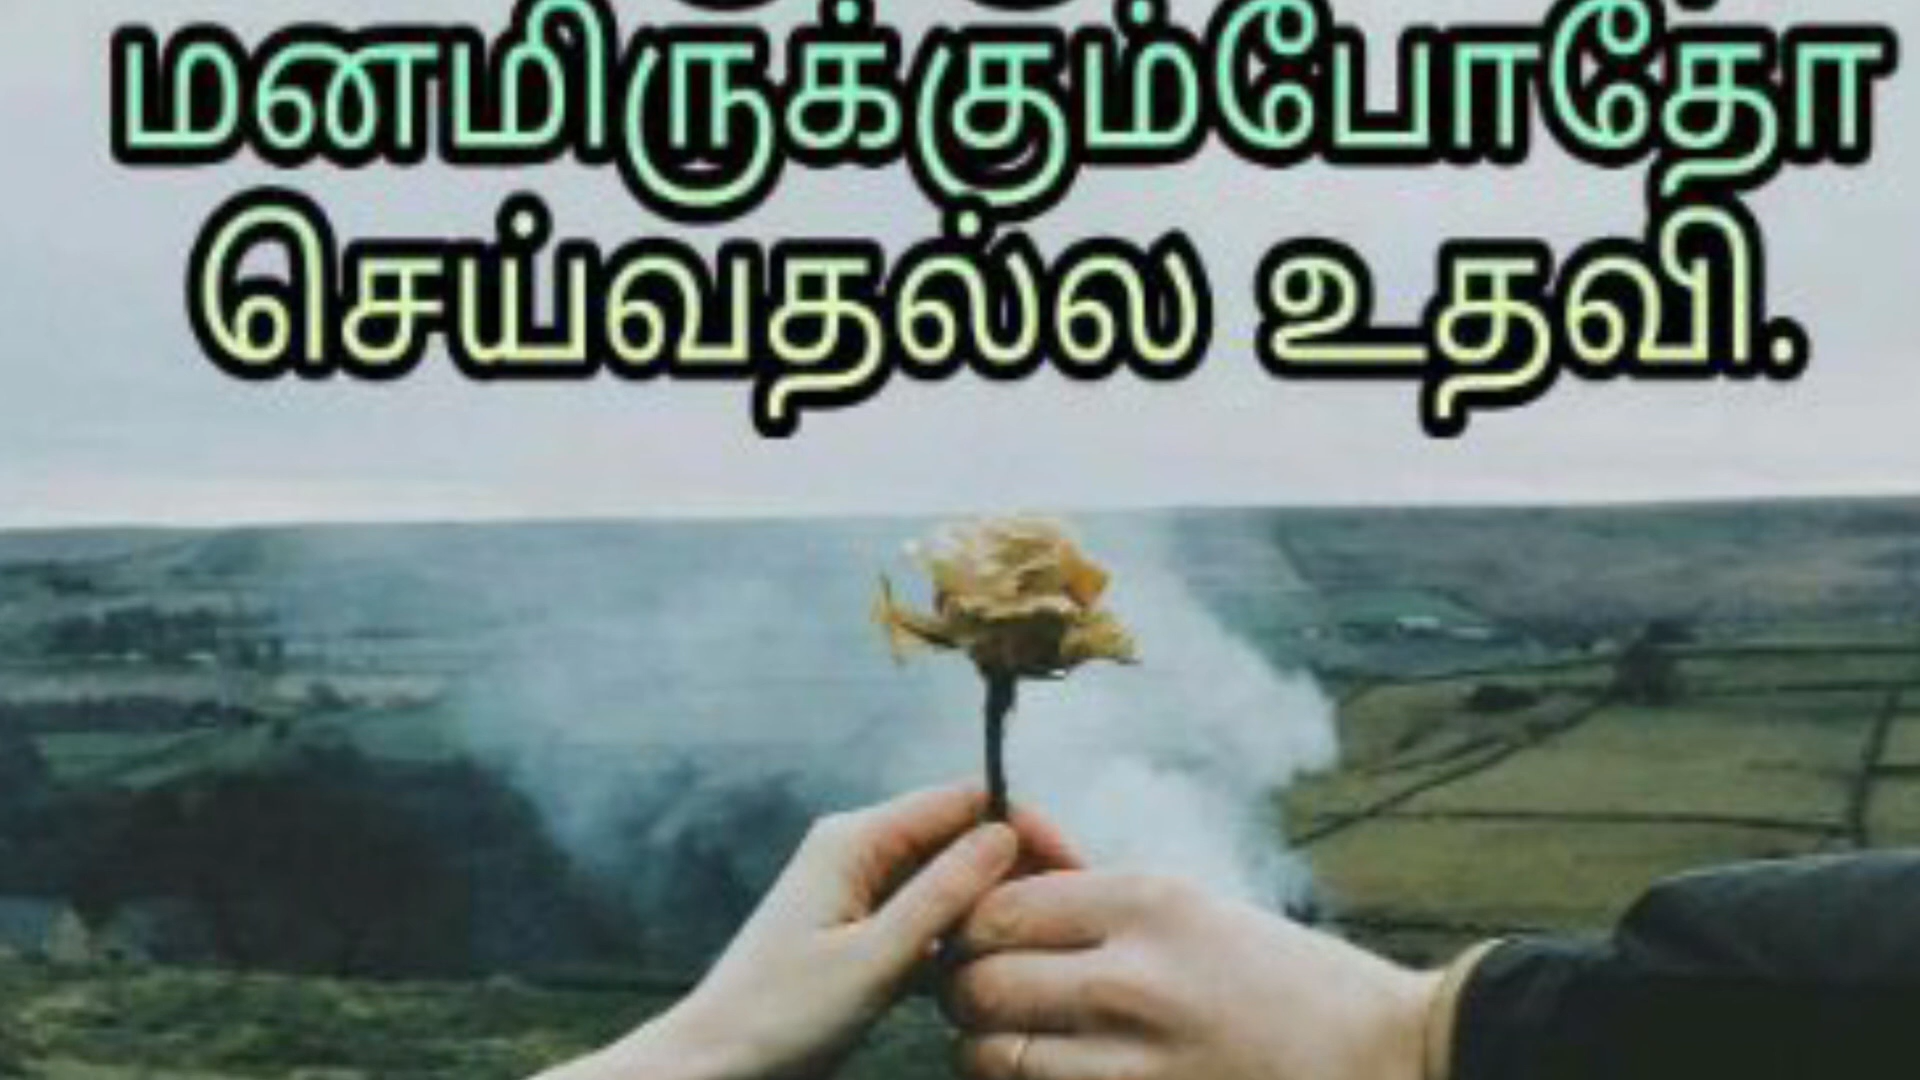 மனமிருக்கும்போதோ
செய்வதல்ல உதவி.